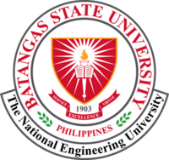 BATANGAS STATE UNIVERSITY
1903
EXCELLENCE
PHILIPPINES
The National Engineering University